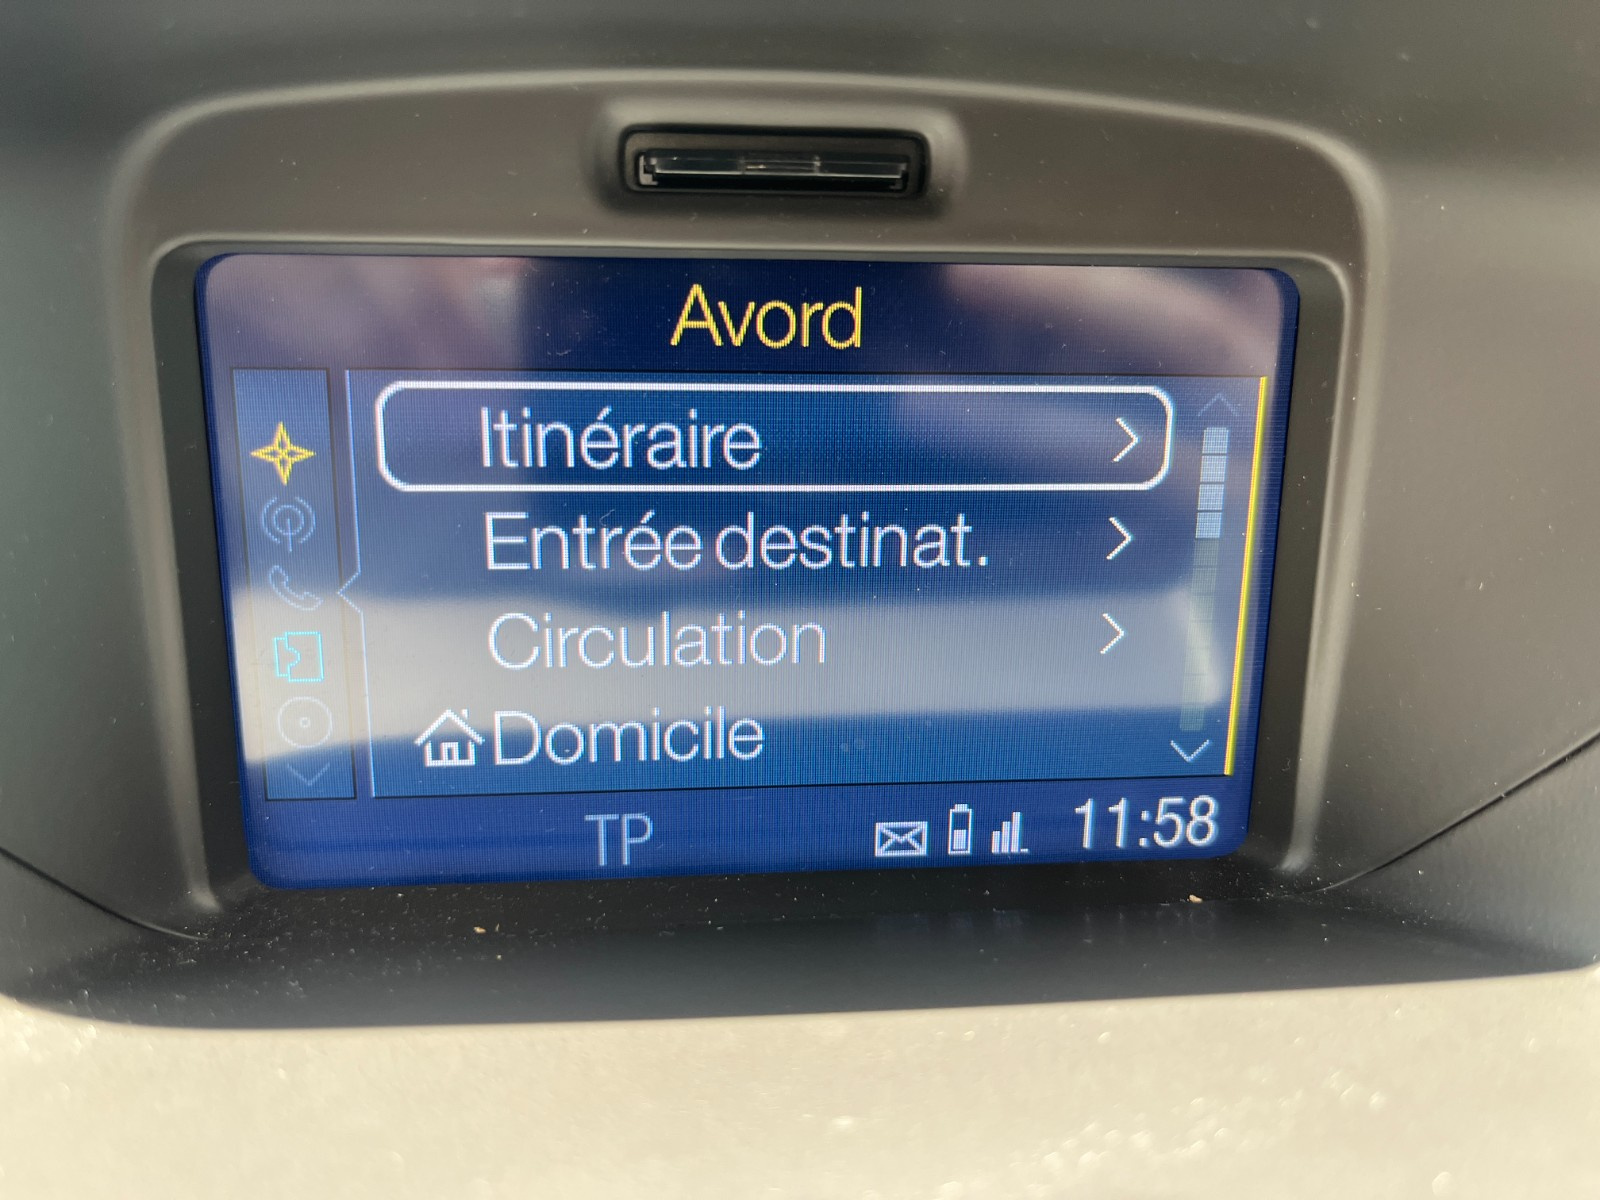 Avord
Itinéraire
Entrée destinat.
Circulation
Domicile
TP 11:58